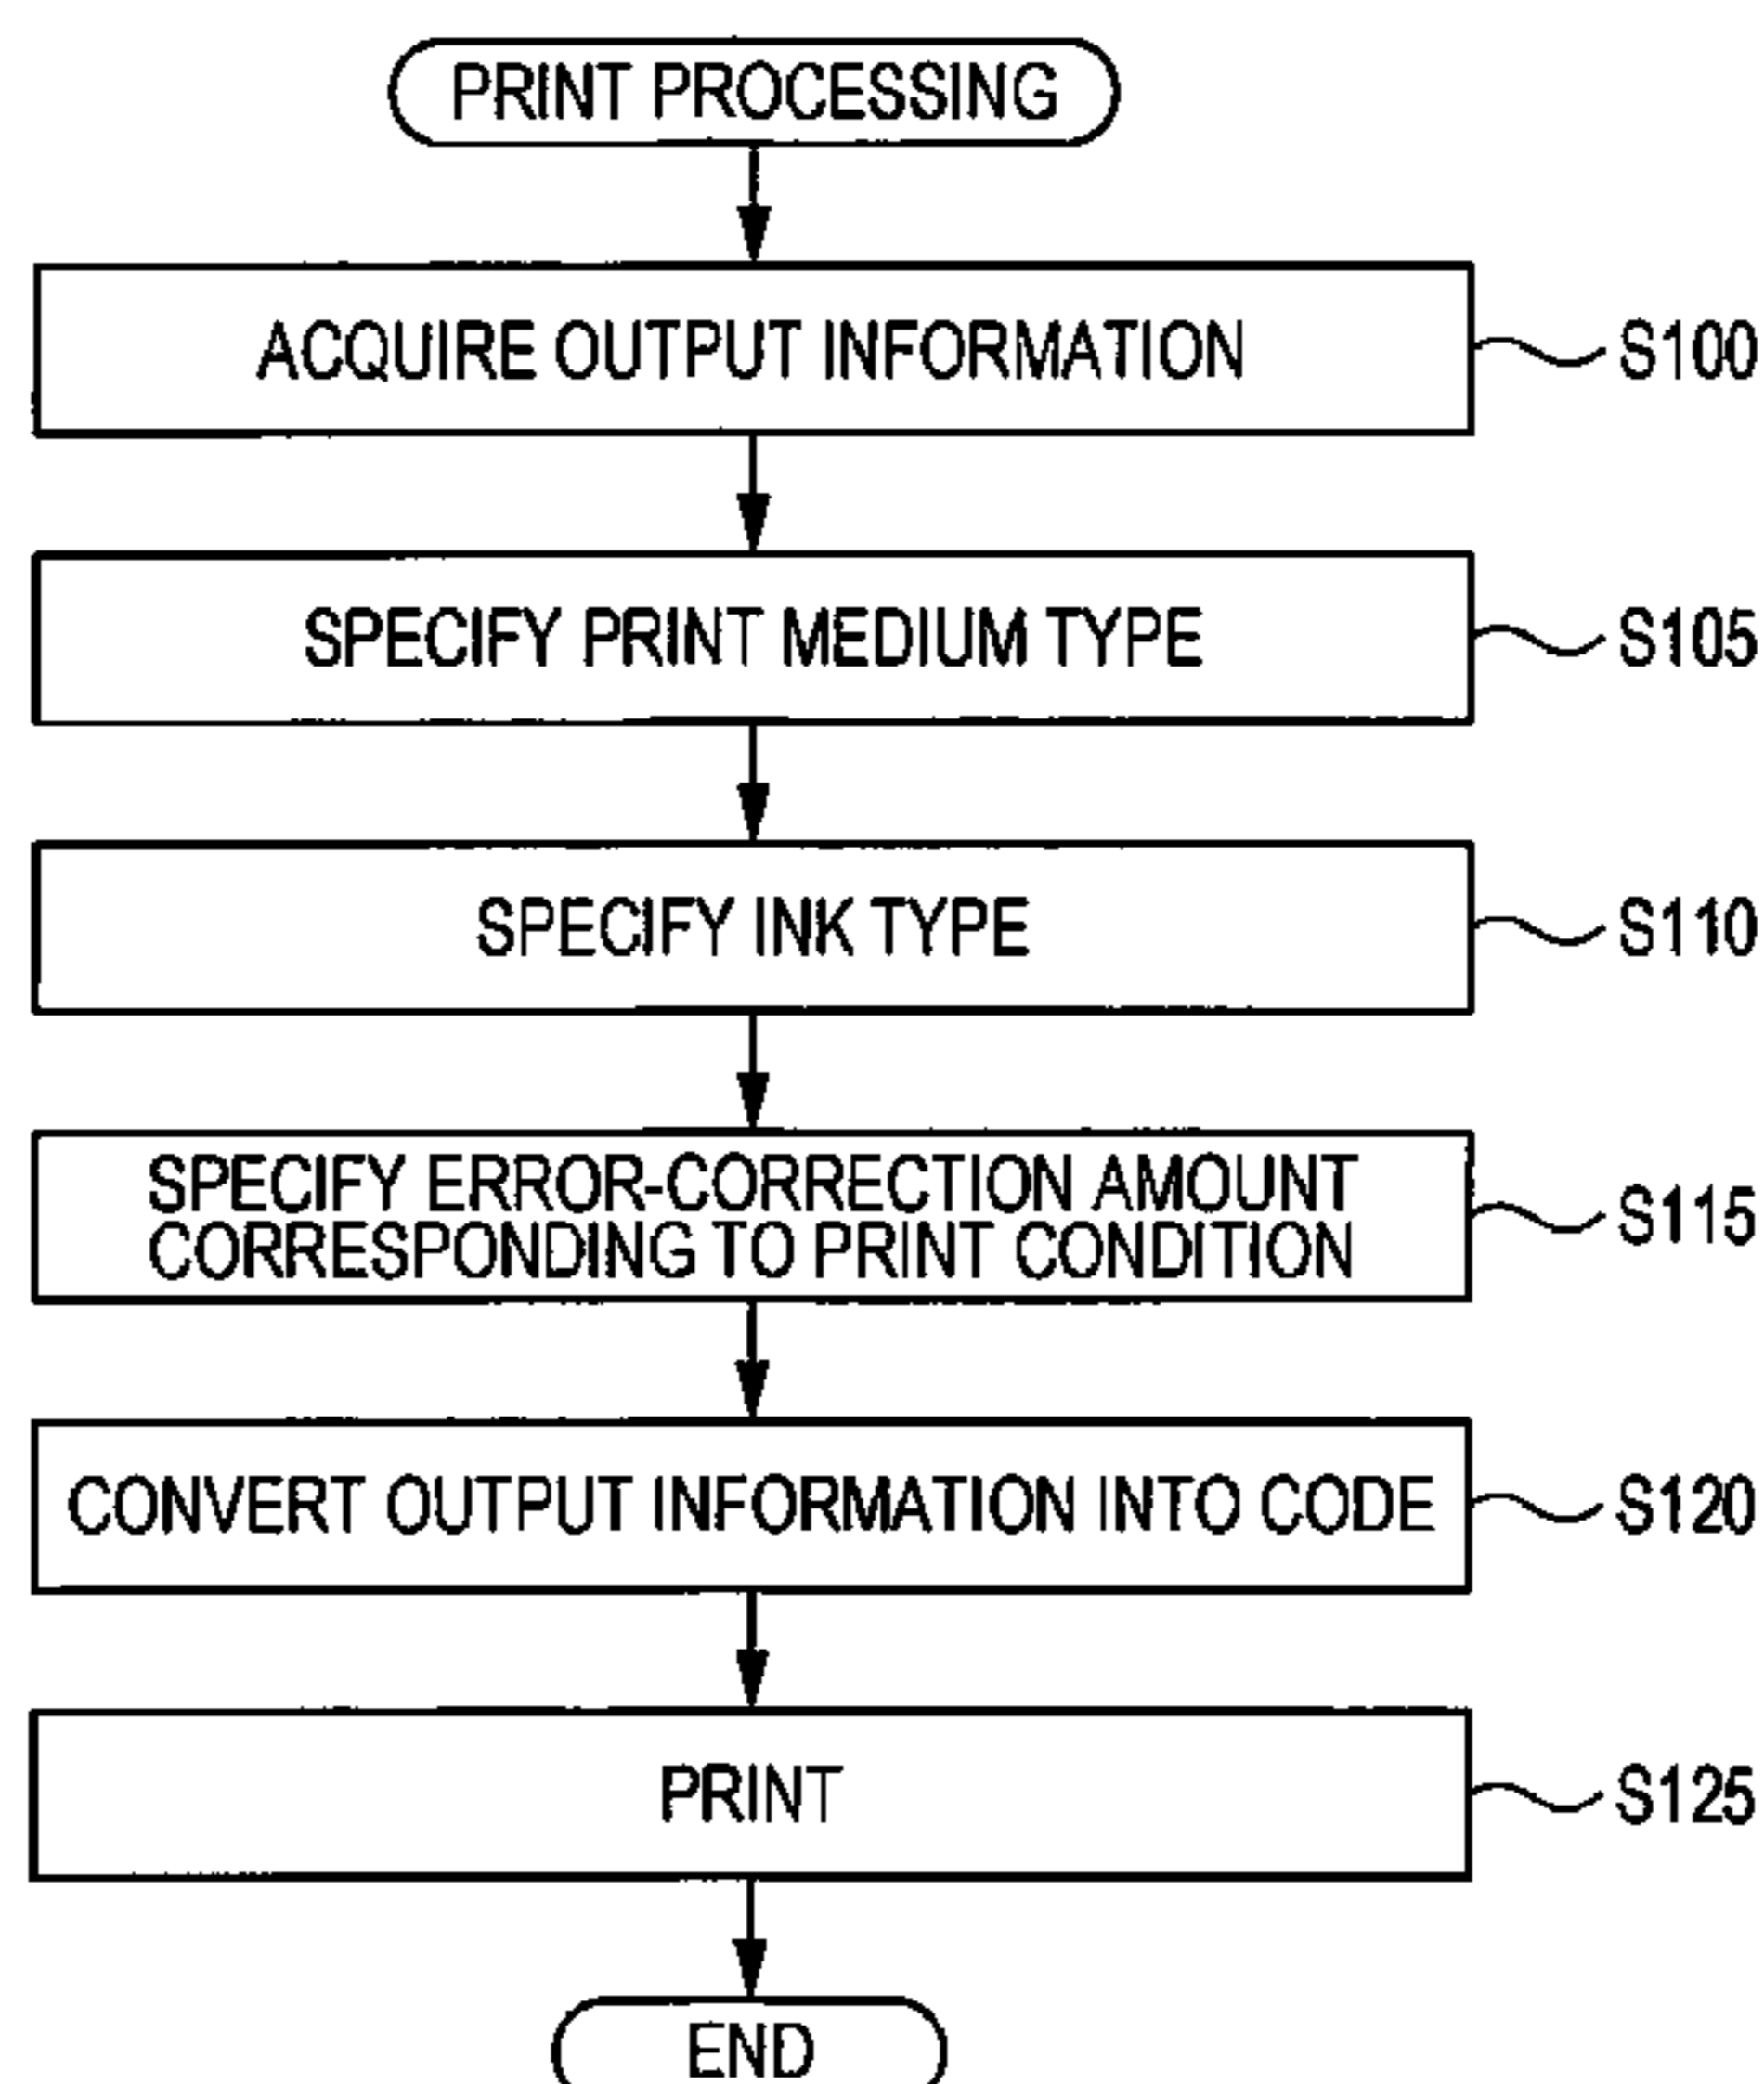 PRINT PROCESSING
ACQUIRE OUTPUT INFORMATION
S100
SPECIFY PRINT MEDIUM TYPE
S105
SPECIFY INK TYPE
S110
SPECIFY ERROR-CORRECTION AMOUNT
CORRESPONDING TO PRINT CONDITION
S115
CONVERT OUTPUT INFORMATION INTO CODE
S120
PRINT
S125
END